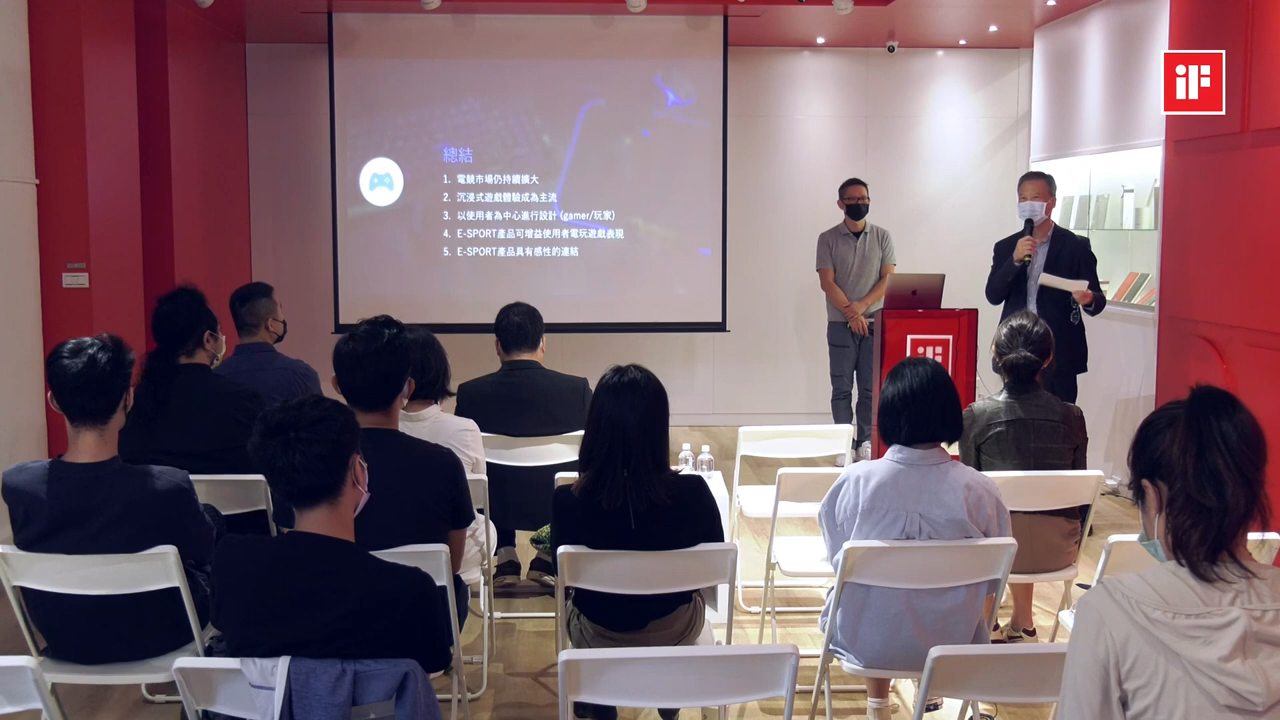 iF
總結
1. 電競市場仍持續擴大
2. 沉浸式遊戲體驗成為主流
3. 以使用者為中心進行設計 (gamer/玩家)
4. E-SPORT產品可增益使用者電玩遊戲表現
5. E-SPORT產品具有感性的連結
iF